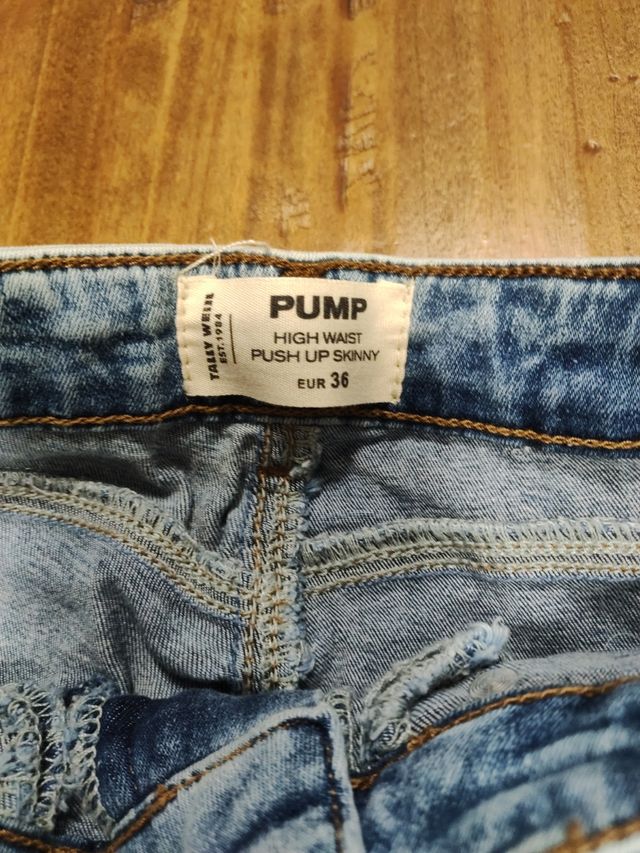 TALLY WEiJL
EST. 1984
PUMP
HIGH WAIST
PUSH UP SKINNY
EUR 36